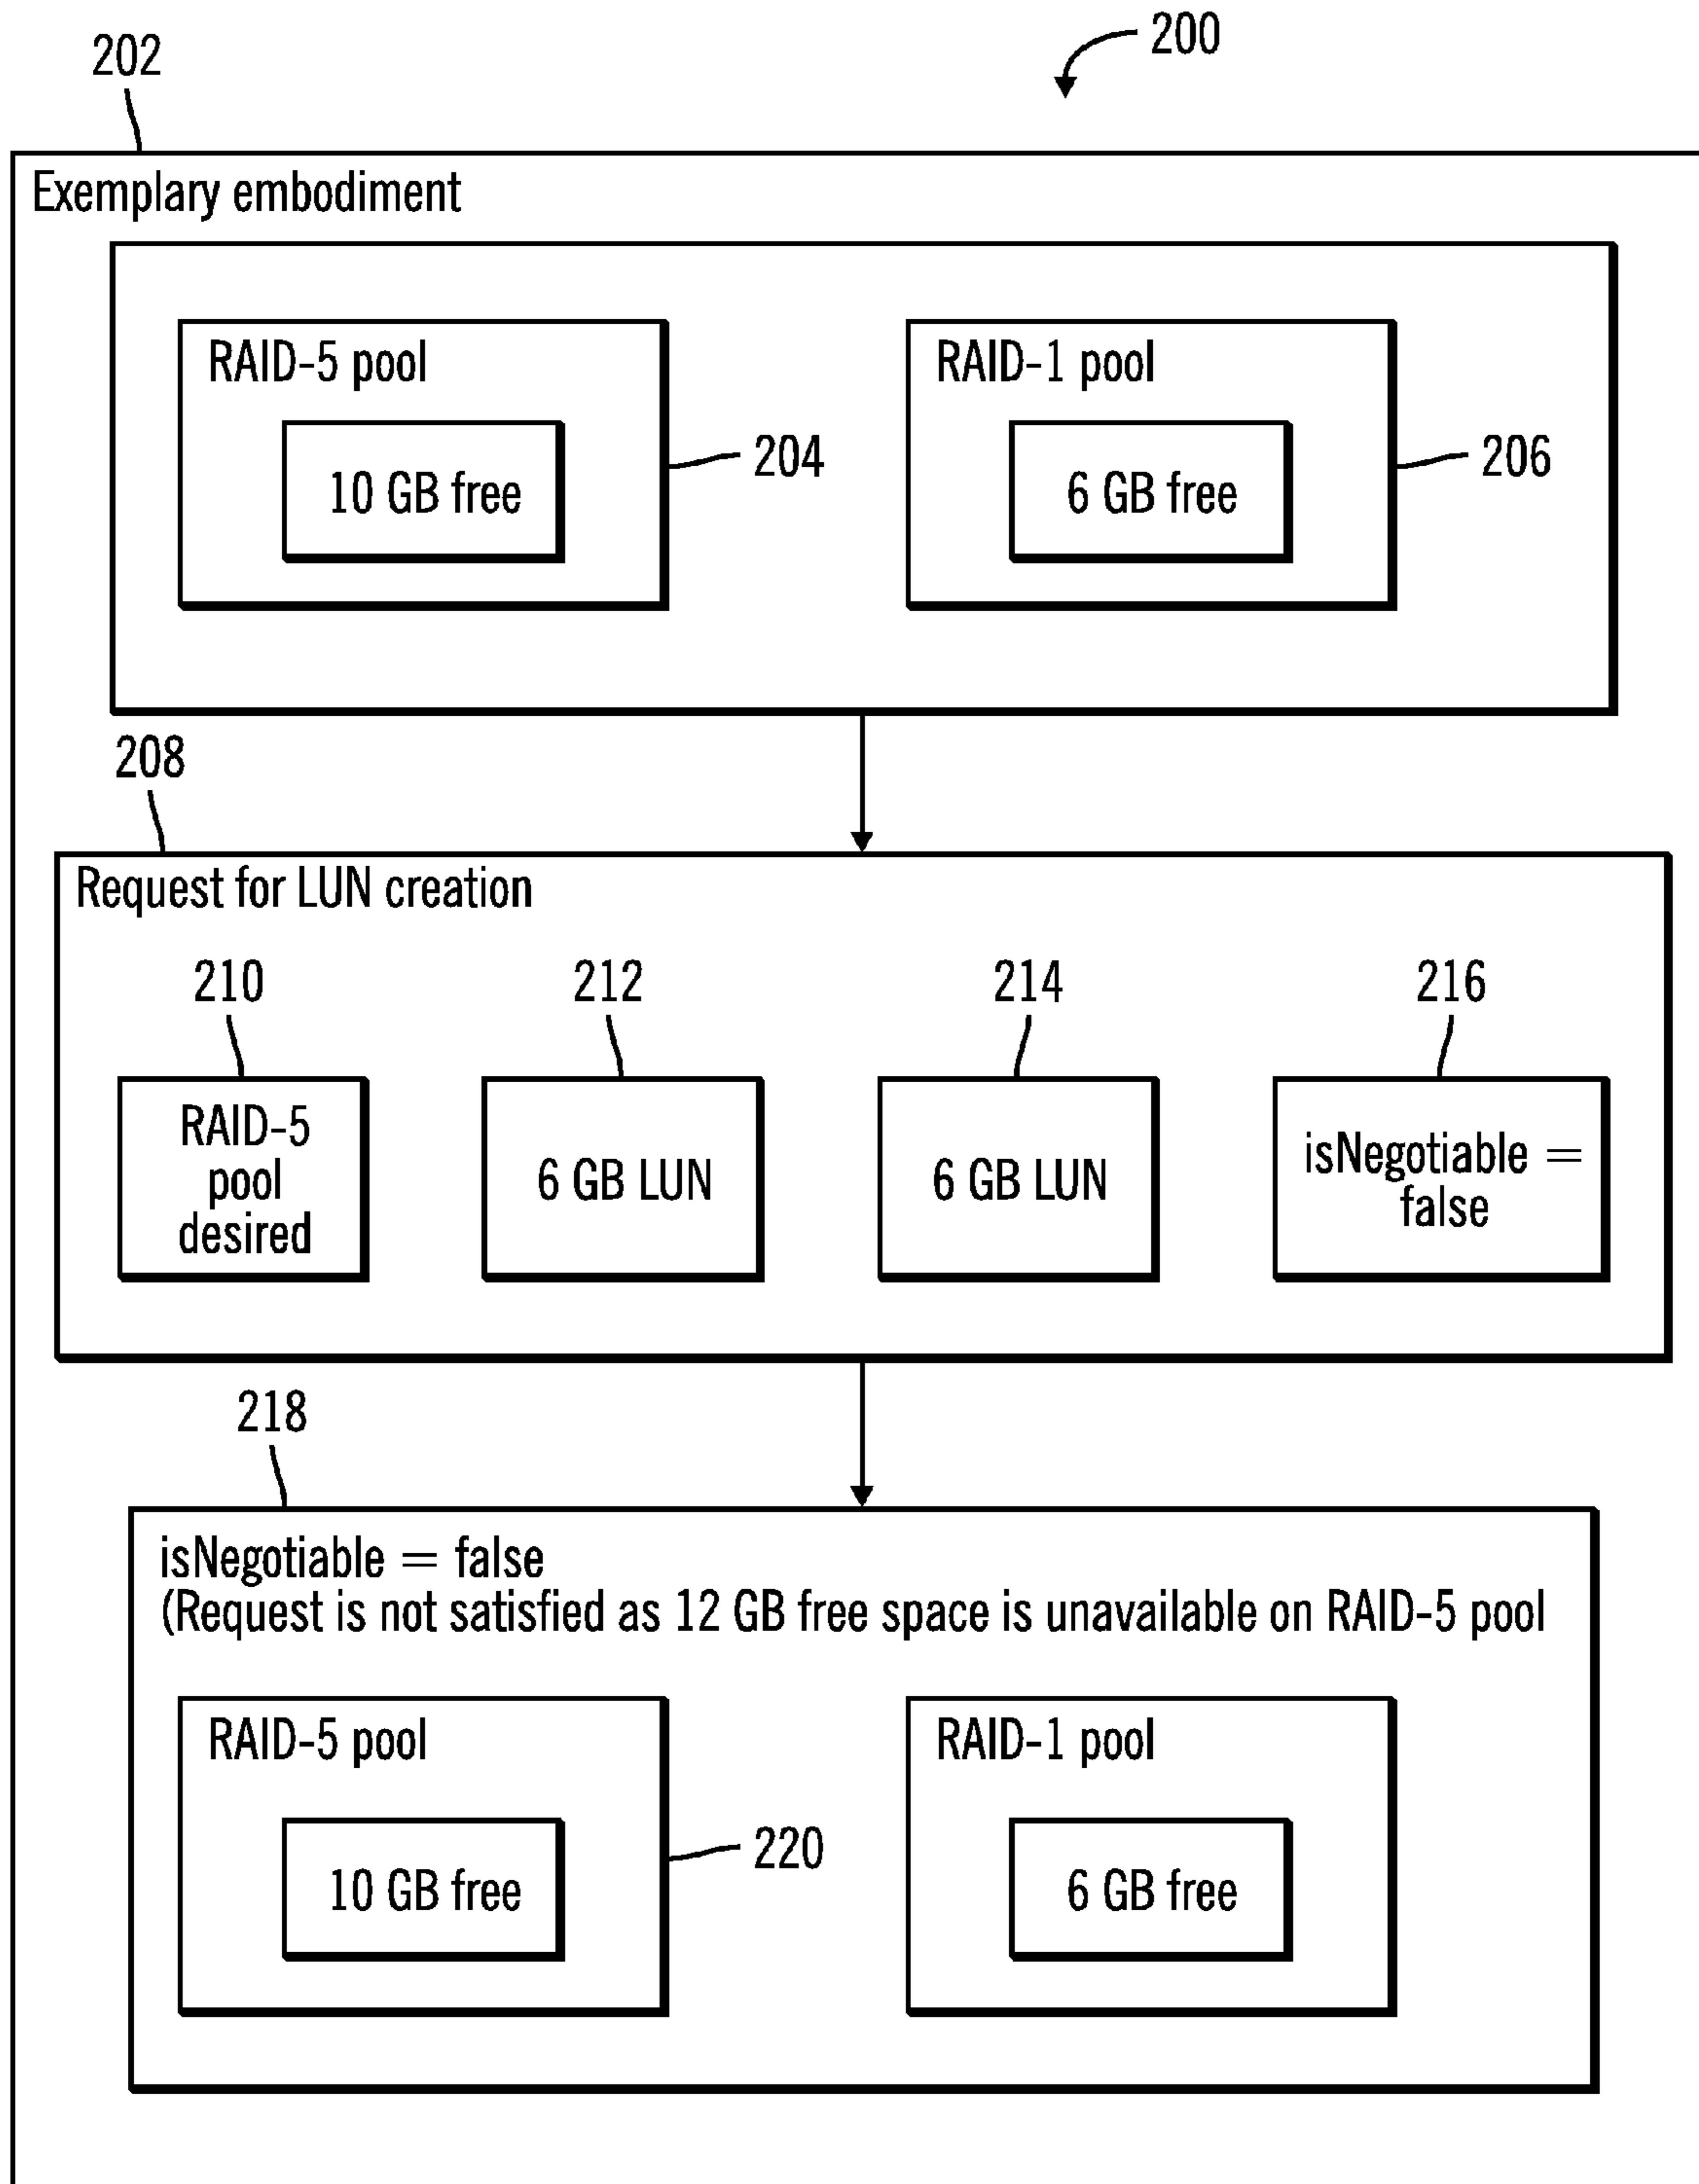 200
202
Exemplary embodiment
RAID-5 pool
RAID-1 pool
10 GB free
204
6 GB free
206
208
Request for LUN creation
210
212
214
216
RAID-5
pool
desired
6 GB LUN
6 GB LUN
isNegotiable =
false
218
isNegotiable = false
(Request is not satisfied as 12 GB free space is unavailable on RAID-5 pool
RAID-5 pool
RAID-1 pool
10 GB free
220
6 GB free